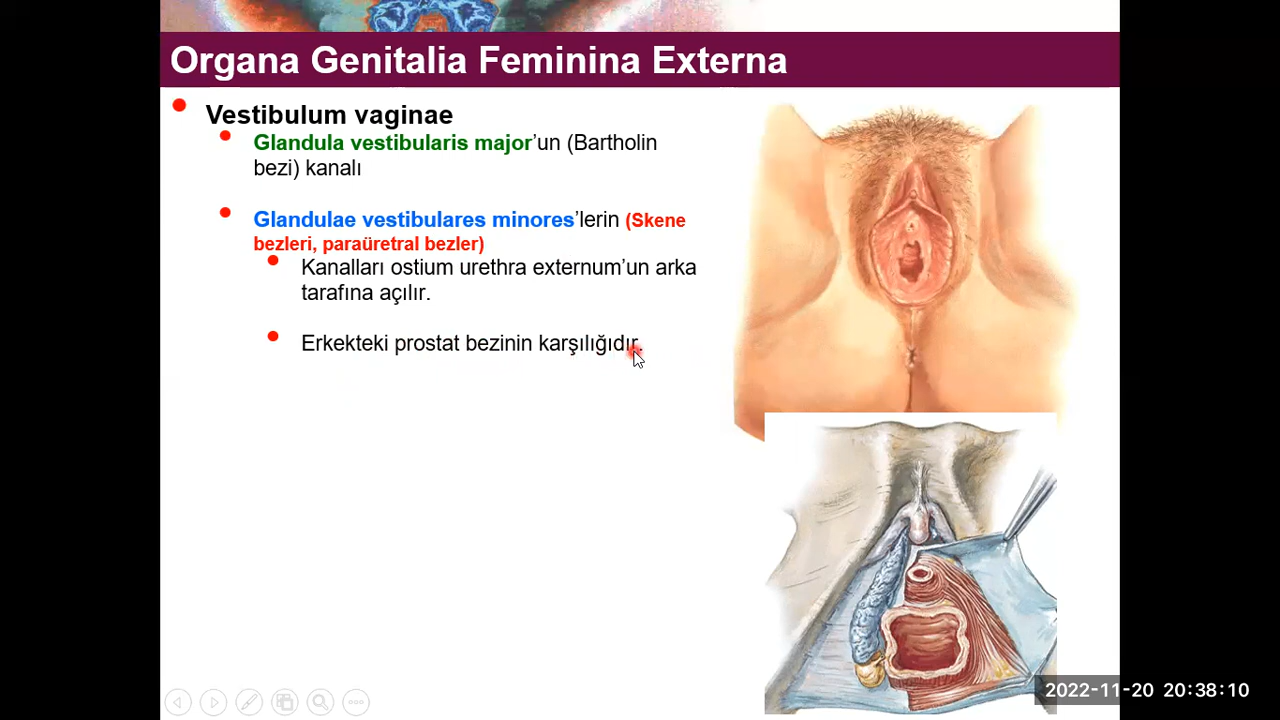 Organa Genitalia Feminina Externa
Vestibulum vaginae
Glandula vestibularis major'un (Bartholin
bezi) kanalı
Glandulae vestibulares minores'lerin (Skene
bezleri, paraüretral bezler)
Kanalları ostium urethra externum'un arka
tarafına açılır.
Erkekteki prostat bezinin karşılığıdır.
2022-11-20 20:38:10